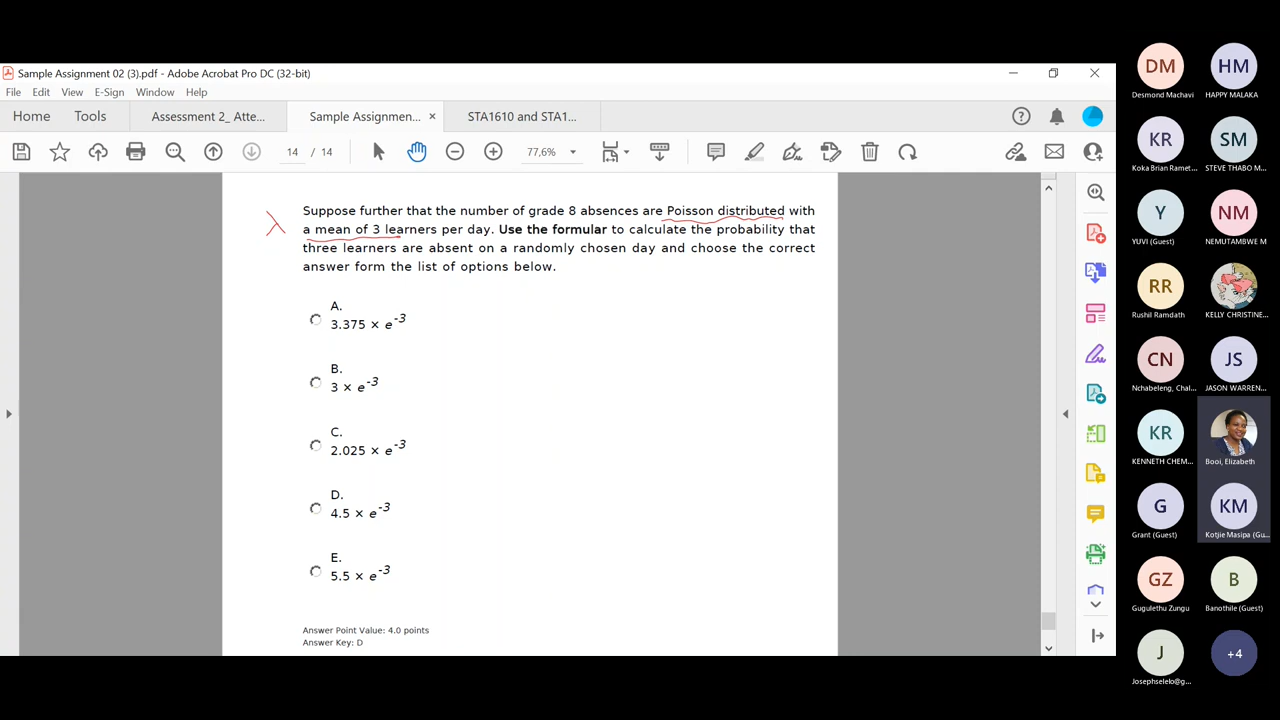 Sample Assignment 02 (3).pdf - Adobe Acrobat Pro DC (32-bit)
File Edit View E-Sign Window Help
Home Tools Assessment 2_ Atte... Sample Assignmen... × STA1610 and STA1...
14 / 14 77,6%
λ
Suppose further that the number of grade 8 absences are Poisson distributed with
a mean of 3 learners per day. Use the formular to calculate the probability that
three learners are absent on a randomly chosen day and choose the correct
answer form the list of options below.
A.
3.375 × e⁻³
B.
3 × e⁻³
C.
2.025 × e⁻³
D.
4.5 × e⁻³
E.
5.5 × e⁻³
Answer Point Value: 4.0 points
Answer Key: D
DM HM
Desmond Machavi HAPPY MALAKA
KR SM
Koka Brian Ramet... STEVE THABO M...
Y NM
YUVI (Guest) NEMUTAMBWE M
RR
Rushil Ramdath KELLY CHRISTINE...
CN JS
Nchabeleng, Chal... JASON WARREN...
KR
KENNETH CHEM... Booi, Elizabeth
G KM
Grant (Guest) Kotjie Masipa (Gu...
GZ B
Gugulethu Zungu Banothile (Guest)
J +4
Josephselelo@g...